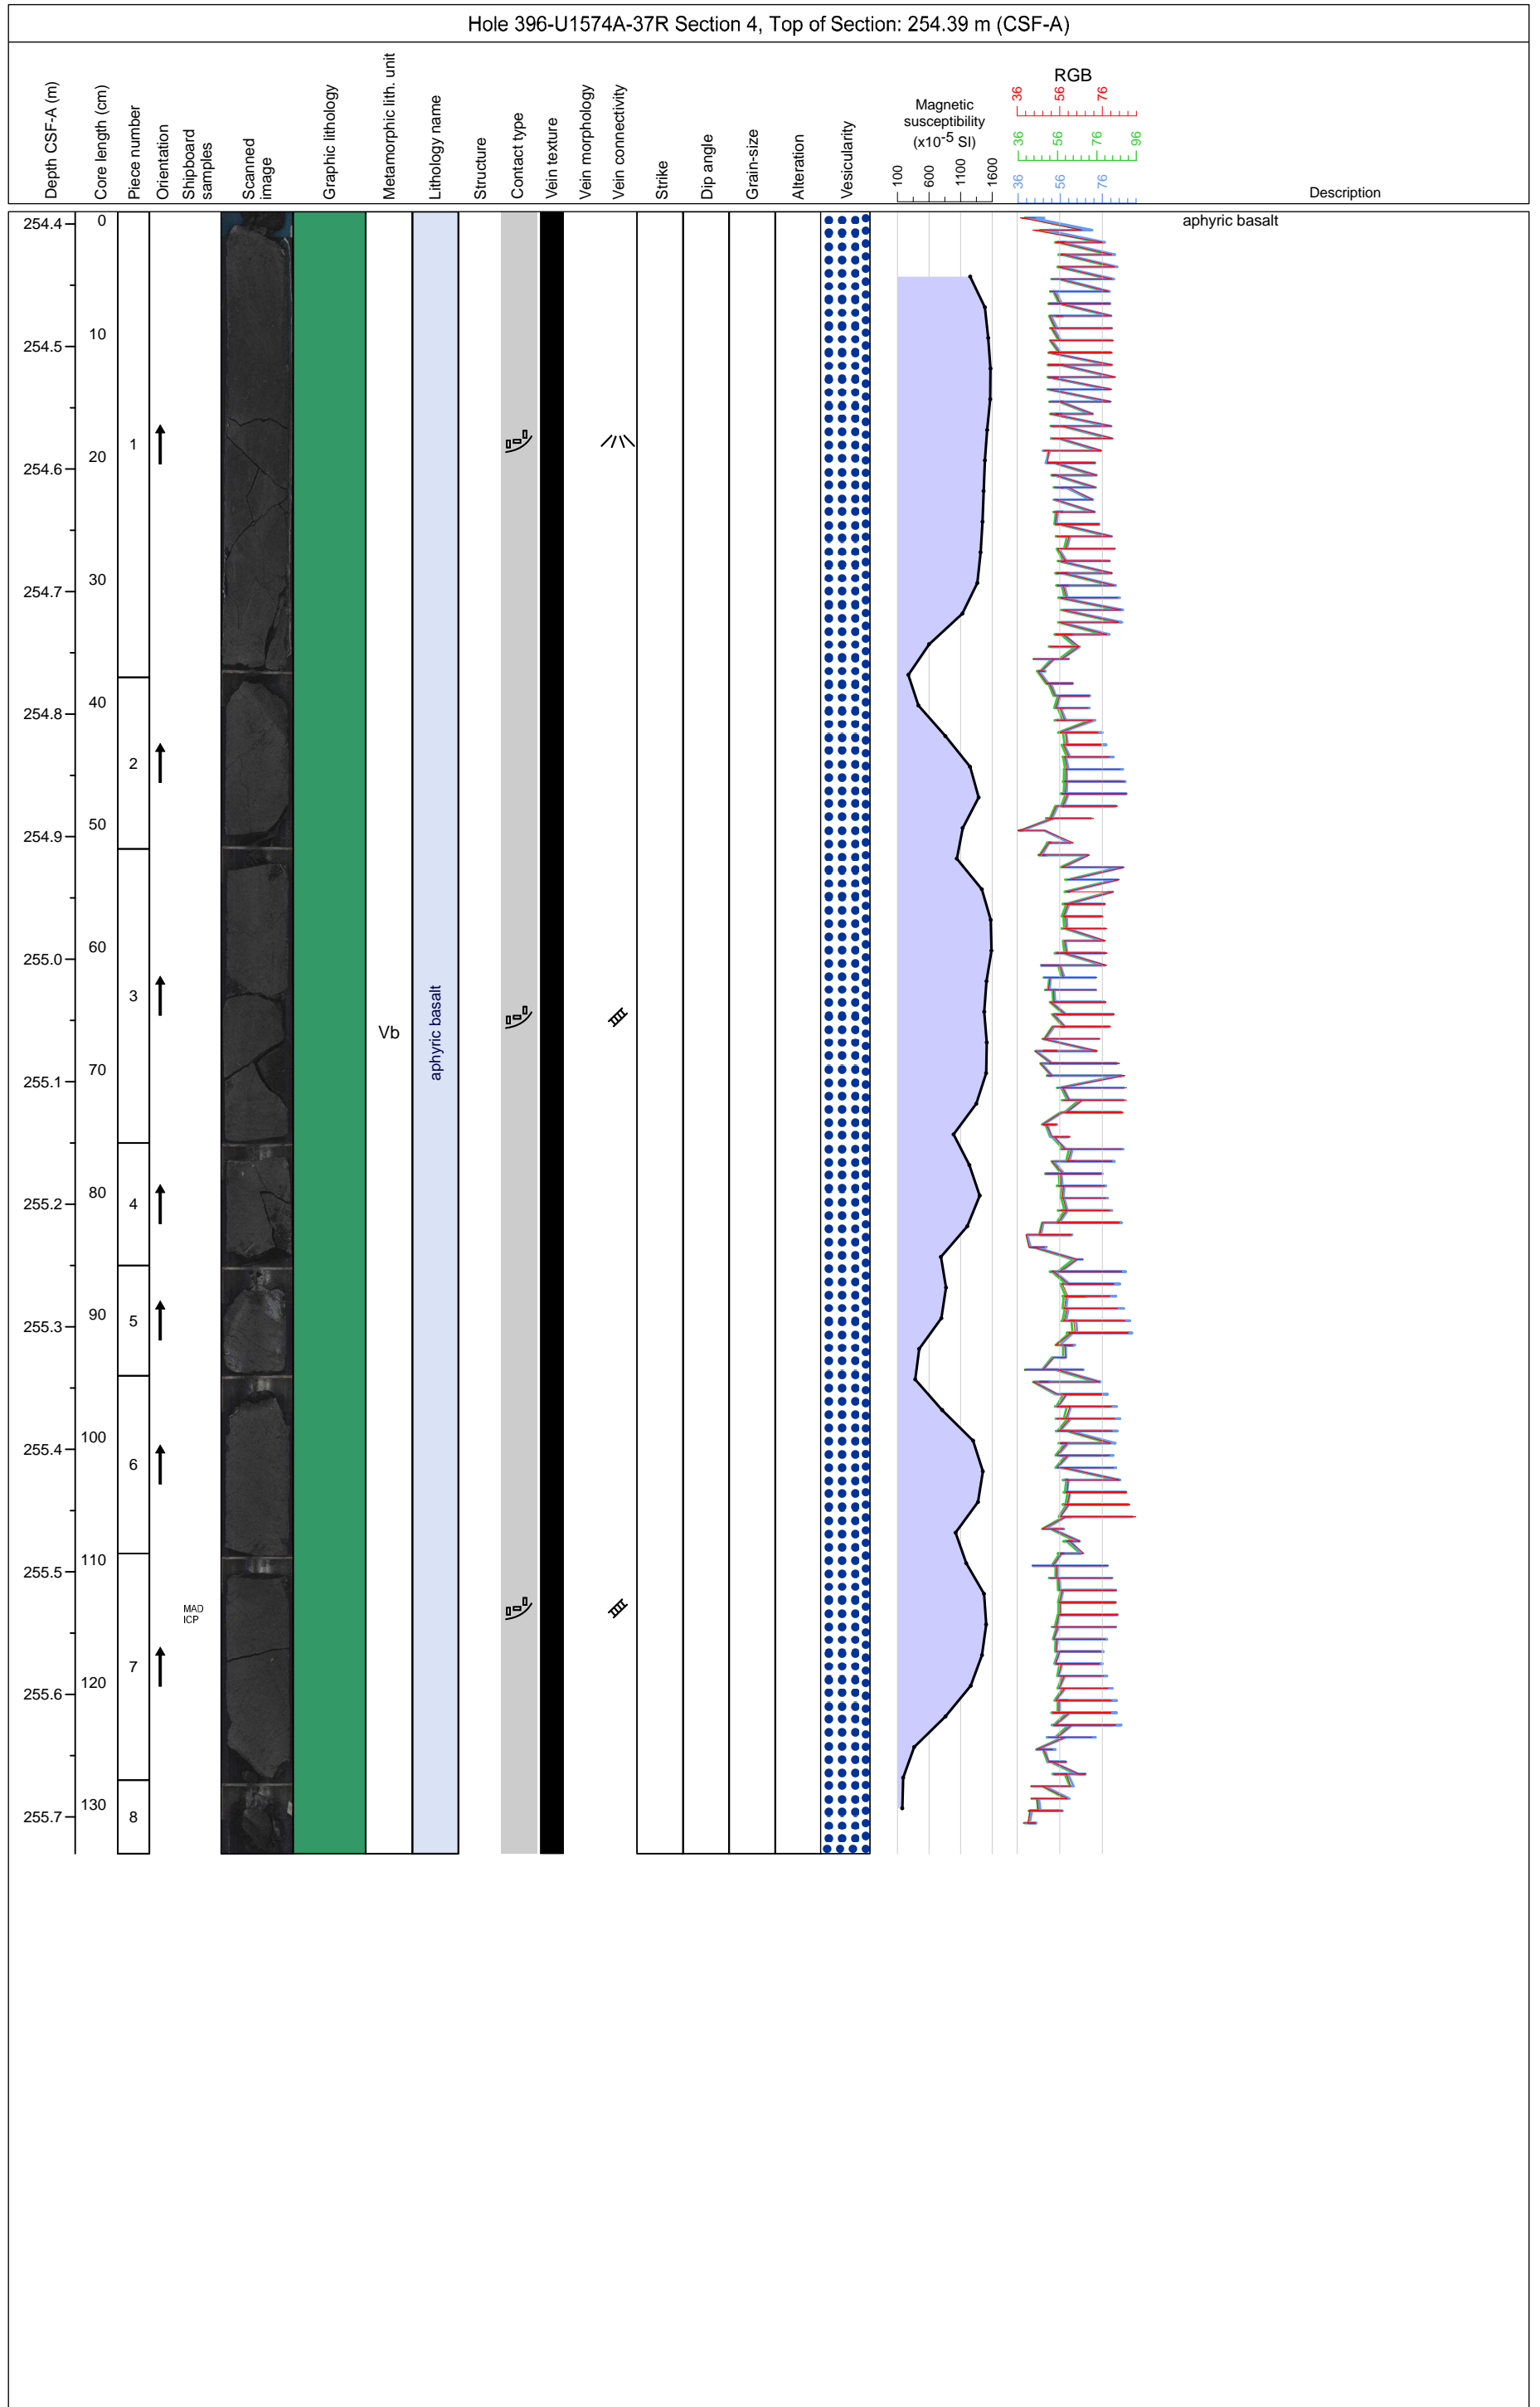 Hole 396-U1574A-37R Section 4, Top of Section: 254.39 m (CSF-A)
Depth CSF-A (m)
Core length (cm)
Piece number
Orientation
Shipboard
samples
Scanned
image
Graphic lithology
Metamorphic lith. unit
Lithology name
Structure
Contact type
Vein texture
Vein morphology
Vein connectivity
Strike
Dip angle
Grain-size
Alteration
Vesicularity
Magnetic
susceptibility
(x10-5 SI)
100 600 1100 1600
RGB
36 56 76
36 56 76 96
36 56 76
Description
aphyric basalt
254.4
254.5
254.6
254.7
254.8
254.9
255.0
255.1
255.2
255.3
255.4
255.5
255.6
255.7
0
10
20
30
40
50
60
70
80
90
100
110
120
130
1
2
3
4
5
6
7
8
MAD
ICP
Vb
aphyric basalt